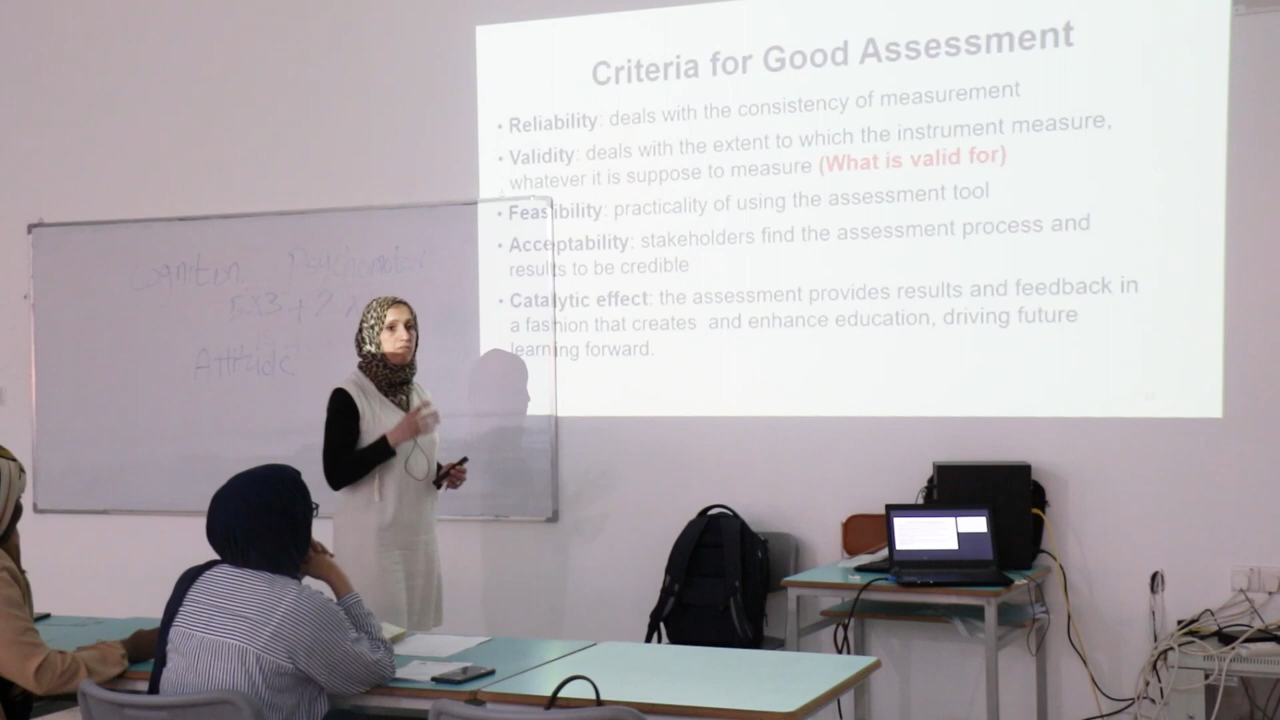 Criteria for Good Assessment
• Reliability: deals with the consistency of measurement
• Validity: deals with the extent to which the instrument measure,
whatever it is suppose to measure (What is valid for)
• Feasibility: practicality of using the assessment tool
• Acceptability: stakeholders find the assessment process and
results to be credible
• Catalytic effect: the assessment provides results and feedback in
a fashion that creates and enhance education, driving future
learning forward.
Cognition Psychomotor
5x3+2
Attitude